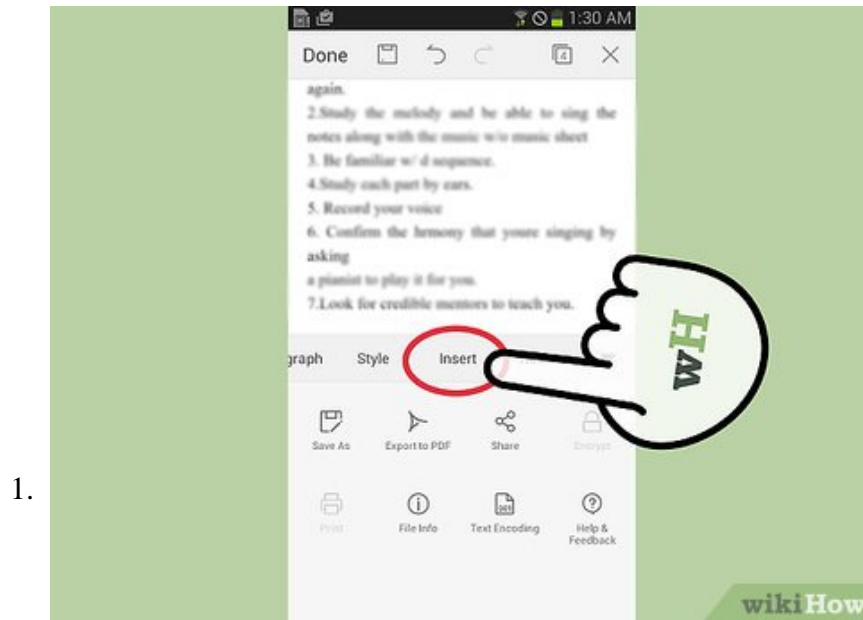 1:30 AM
Done
4
again.
2.Study the melody and be able to sing the
notes along with the music w/o music sheet
3. Be familiar w/ d sequence.
4.Study each part by ears.
5. Record your voice
6. Confirm the hrmony that youre singing by
asking
a pianist to play it for you.
7.Look for credible mentors to teach you.
graph Style Insert
Save As Export to PDF Share Encrypt
Print File Info Text Encoding Help &
Feedback
wH
1.
wikiHow